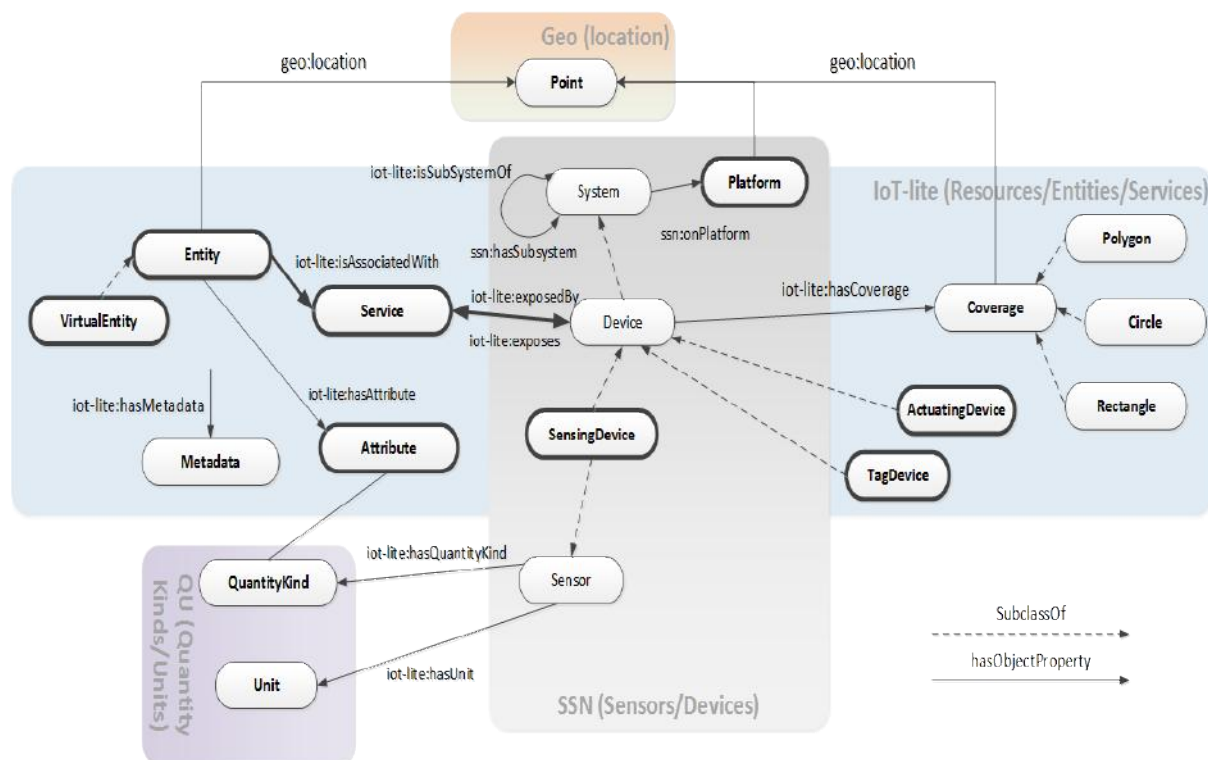 Geo (location)
geo:location
geo:location
Point
iot-lite:isSubSystemOf
System
Platform
IoT-lite (Resources/Entities/Services)
ssn:onPlatform
ssn:hasSubsystem
Polygon
Entity
iot-lite:isAssociatedWith
iot-lite:hasCoverage
iot-lite:exposedBy
Service
Device
Coverage
VirtualEntity
Circle
iot-lite:exposes
iot-lite:hasAttribute
iot-lite:hasMetadata
ActuatingDevice
Rectangle
SensingDevice
Attribute
Metadata
TagDevice
iot-lite:hasQuantityKind
QuantityKind
Sensor
QU (Quantity
Kinds/Units)
SubclassOf
hasObjectProperty
iot-lite:hasUnit
Unit
SSN (Sensors/Devices)